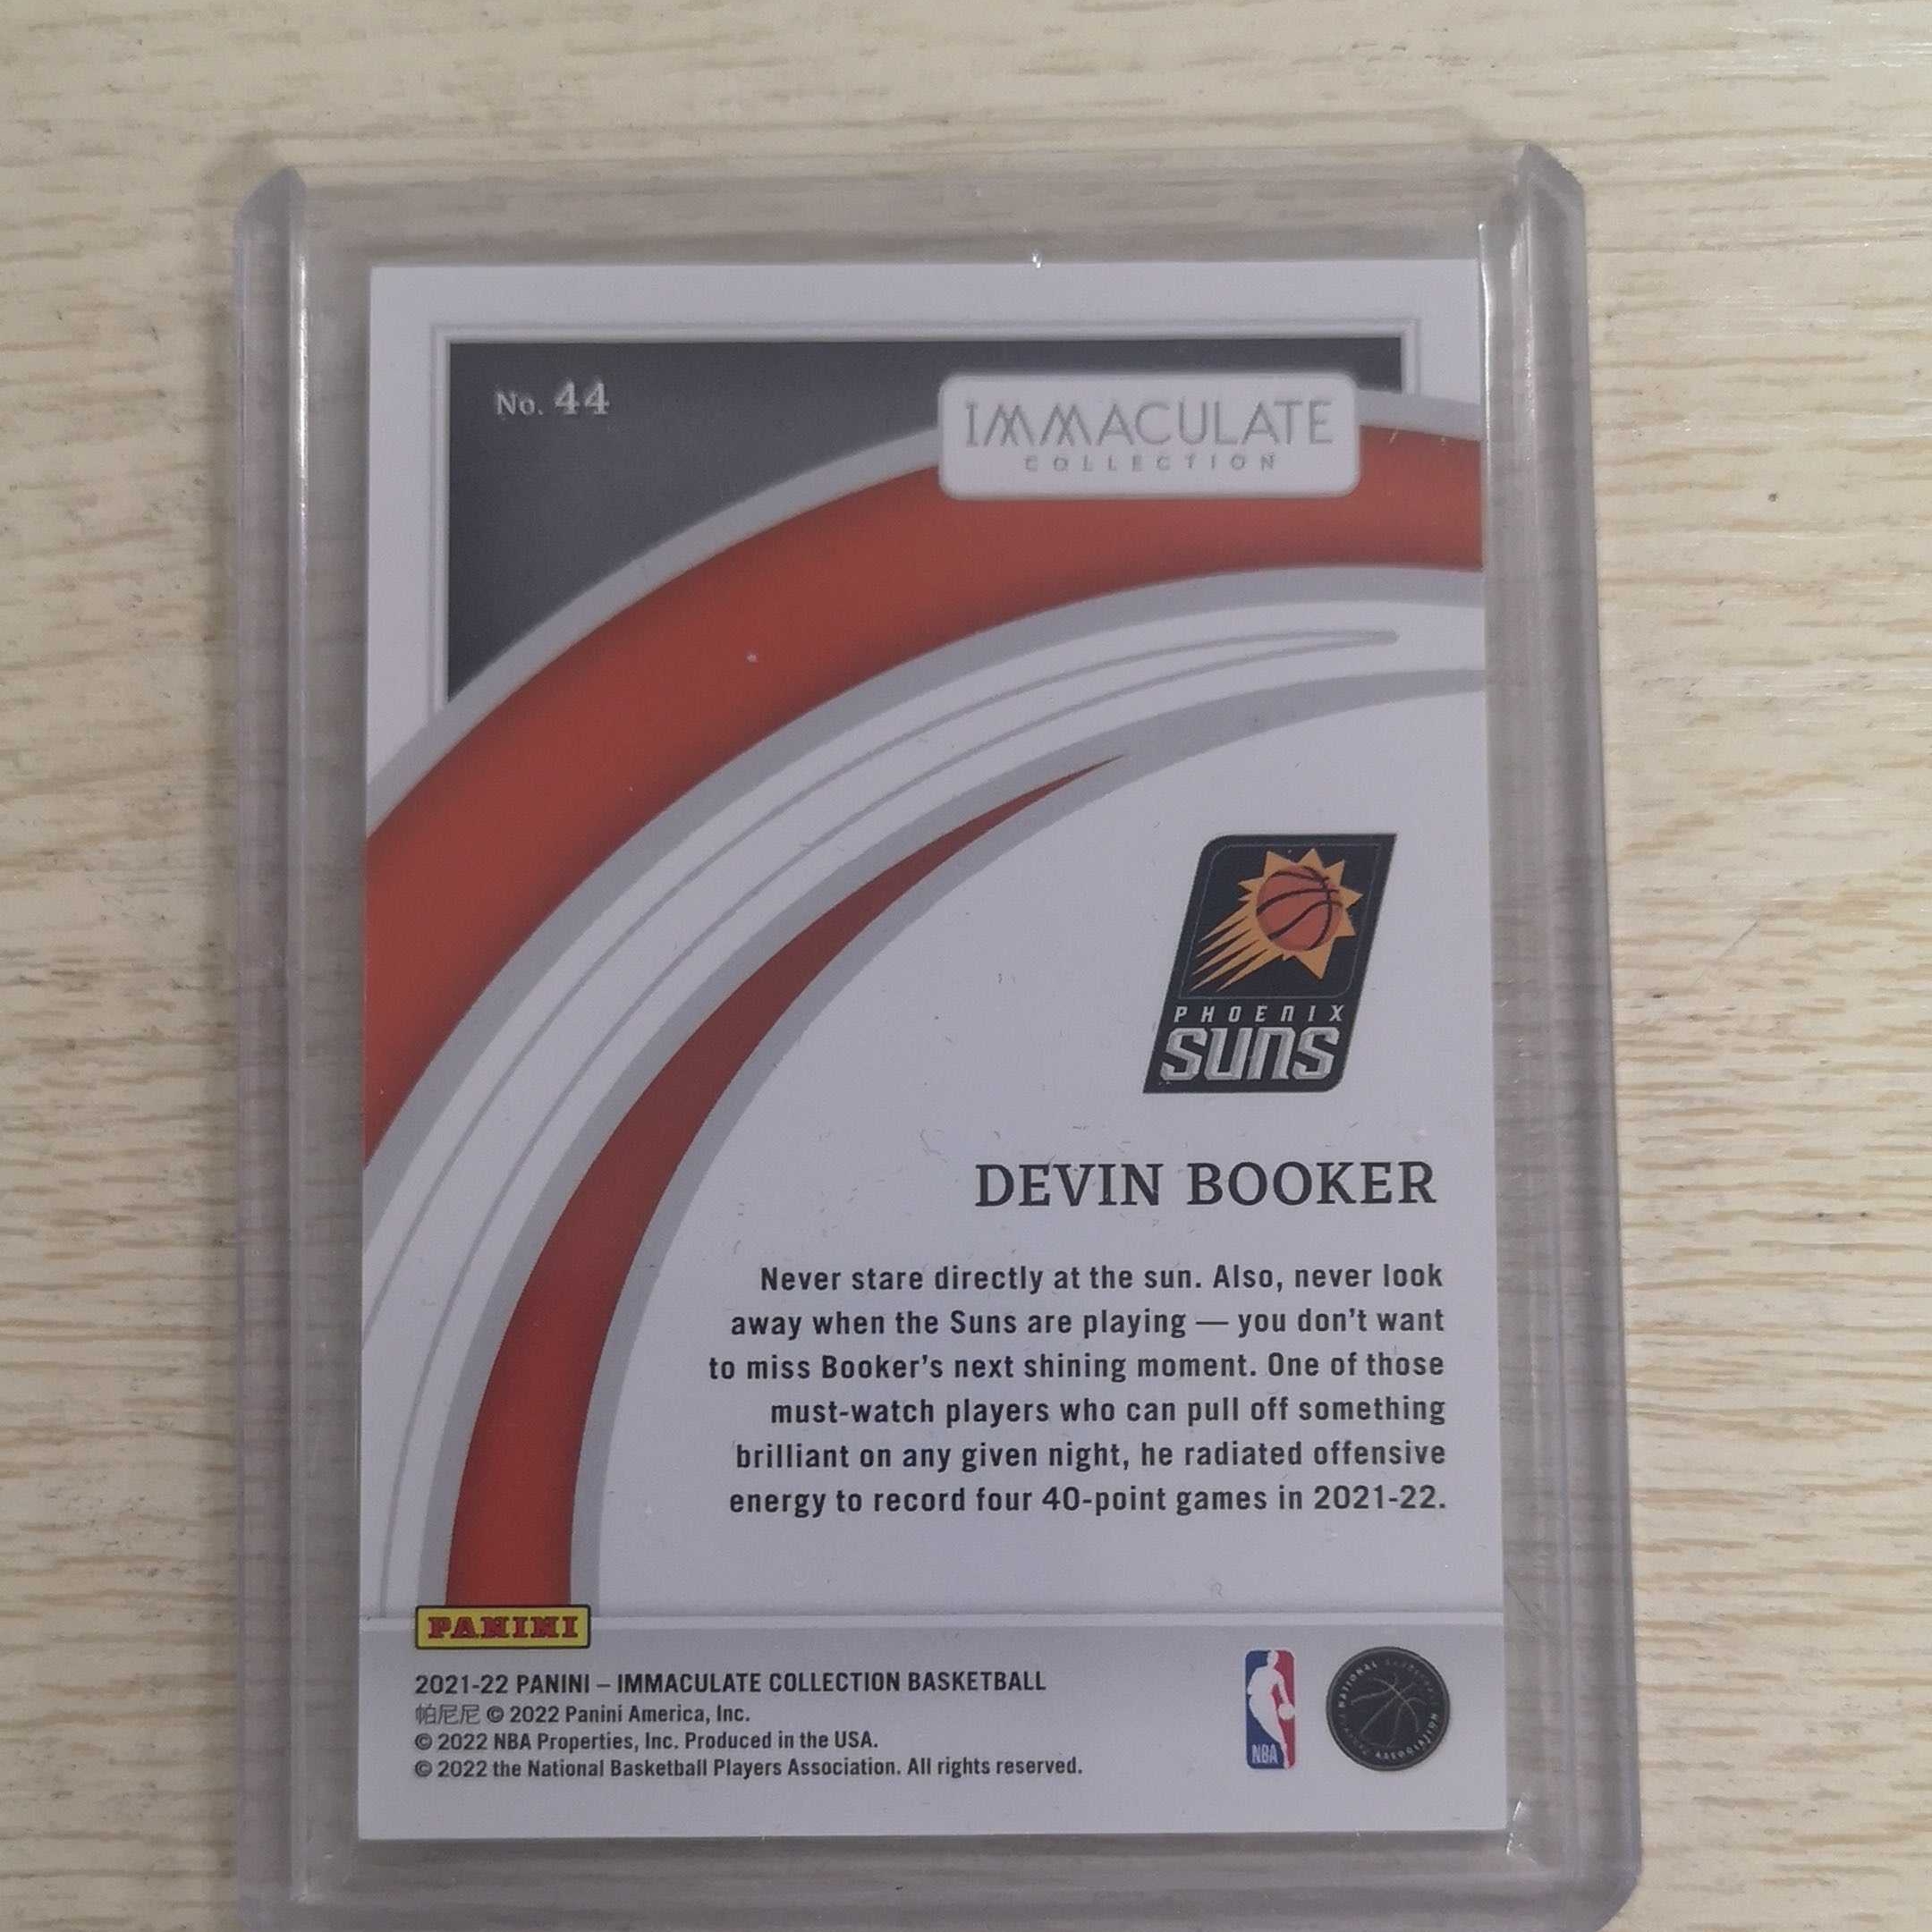 No. 44
IMMACULATE
COLLECTION
PHOENIX
SUNS
DEVIN BOOKER
Never stare directly at the sun. Also, never look
away when the Suns are playing — you don't want
to miss Booker's next shining moment. One of those
must-watch players who can pull off something
brilliant on any given night, he radiated offensive
energy to record four 40-point games in 2021-22.
PANINI
2021-22 PANINI – IMMACULATE COLLECTION BASKETBALL
帕尼尼 © 2022 Panini America, Inc.
© 2022 NBA Properties, Inc. Produced in the USA.
© 2022 the National Basketball Players Association. All rights reserved.
NBA
NATIONAL BASKETBALL PLAYERS ASSOCIATION